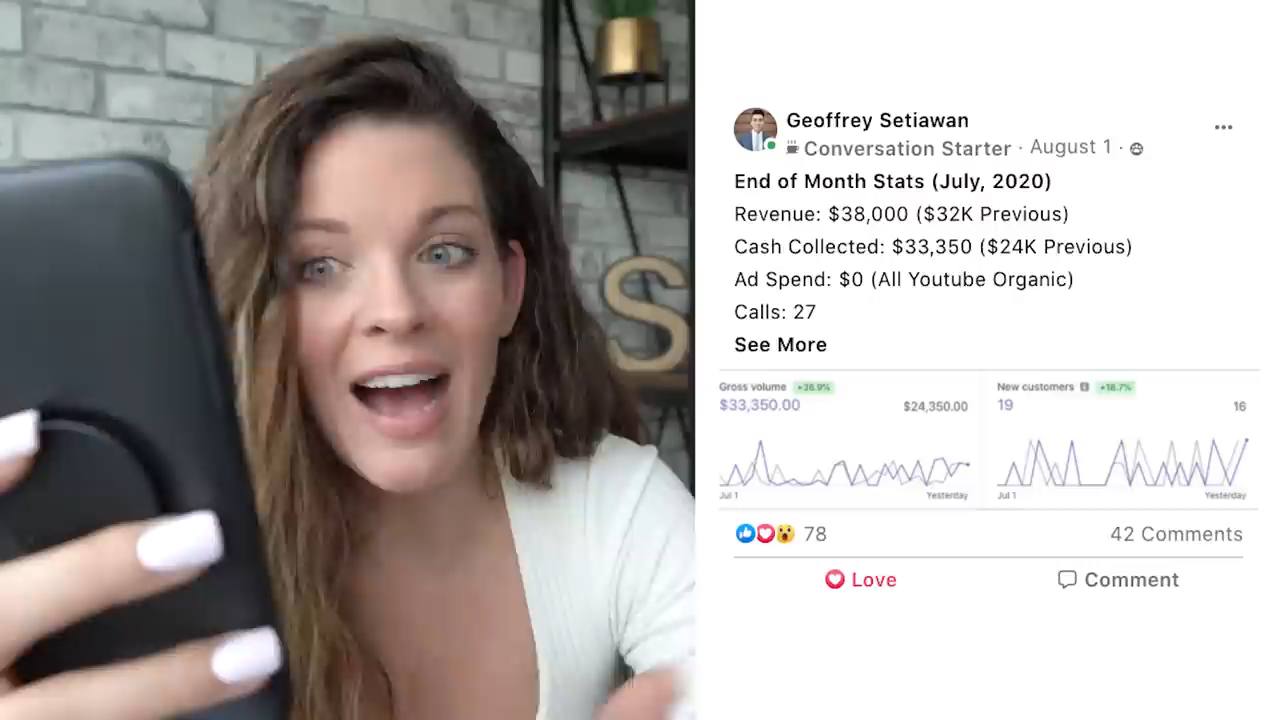 S
Geoffrey Setiawan
Conversation Starter · August 1 ·
End of Month Stats (July, 2020)
Revenue: $38,000 ($32K Previous)
Cash Collected: $33,350 ($24K Previous)
Ad Spend: $0 (All Youtube Organic)
Calls: 27
See More
Gross volume +36.9%
$33,350.00 $24,350.00
Jul 1 Yesterday
New customers +18.7%
19 16
Jul 1 Yesterday
78 42 Comments
Love Comment